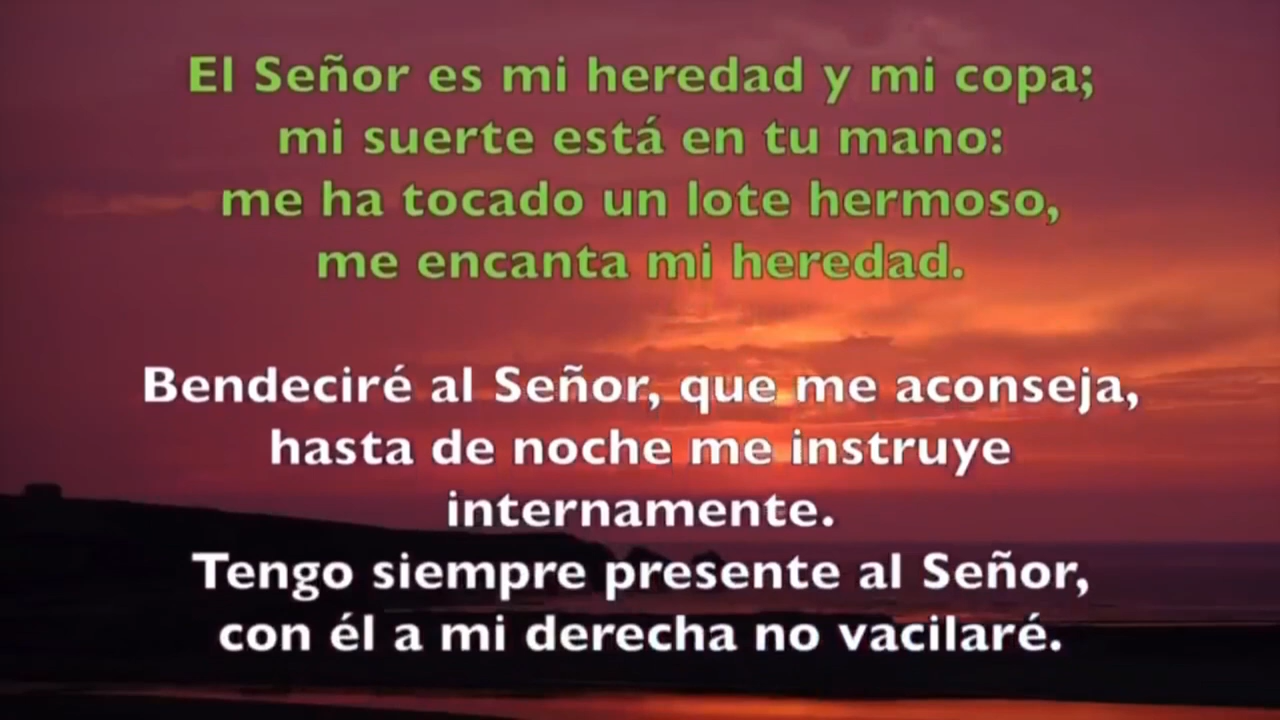 El Señor es mi heredad y mi copa;
mi suerte está en tu mano:
me ha tocado un lote hermoso,
me encanta mi heredad.
Bendeciré al Señor, que me aconseja,
hasta de noche me instruye
internamente.
Tengo siempre presente al Señor,
con él a mi derecha no vacilaré.